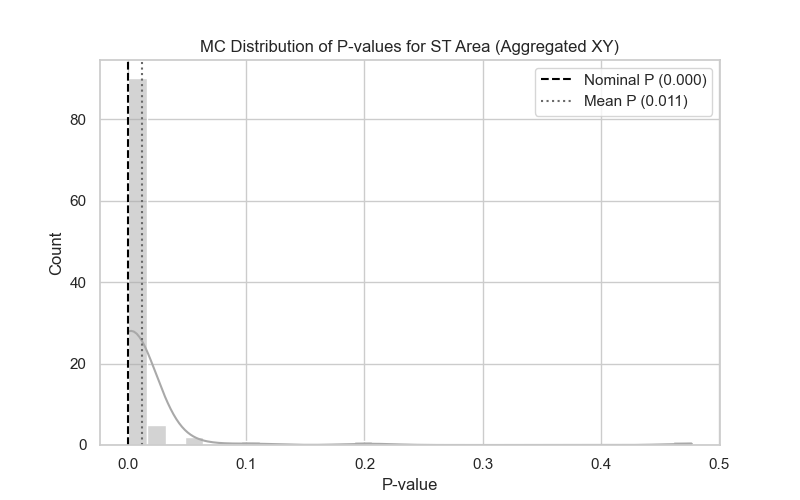 MC Distribution of P-values for ST Area (Aggregated XY)
Nominal P (0.000)
Mean P (0.011)
Count
80
60
40
20
0
0.0 0.1 0.2 0.3 0.4 0.5
P-value